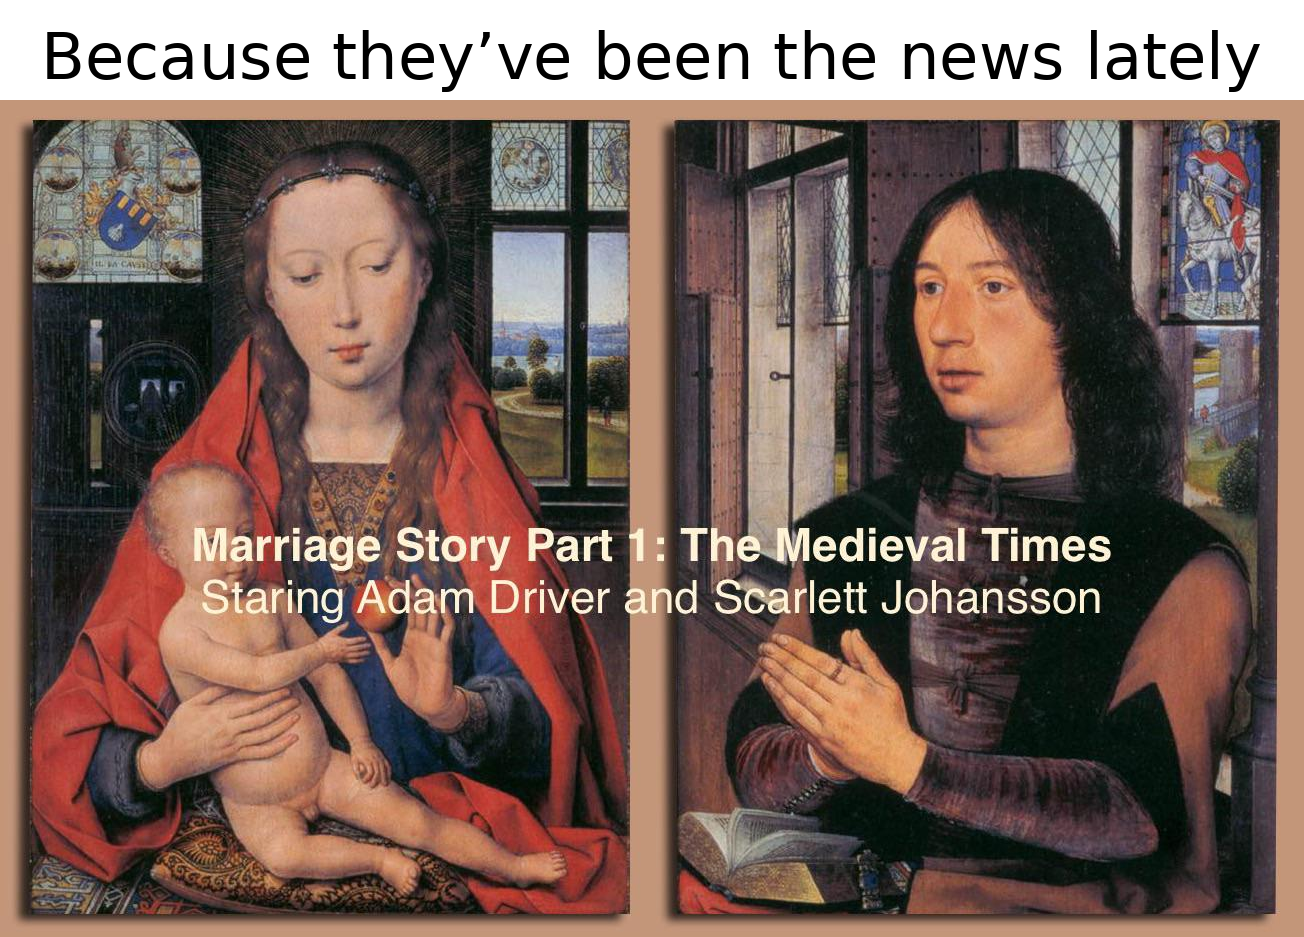 Because they’ve been the news lately
Marriage Story Part 1: The Medieval Times
Staring Adam Driver and Scarlett Johansson